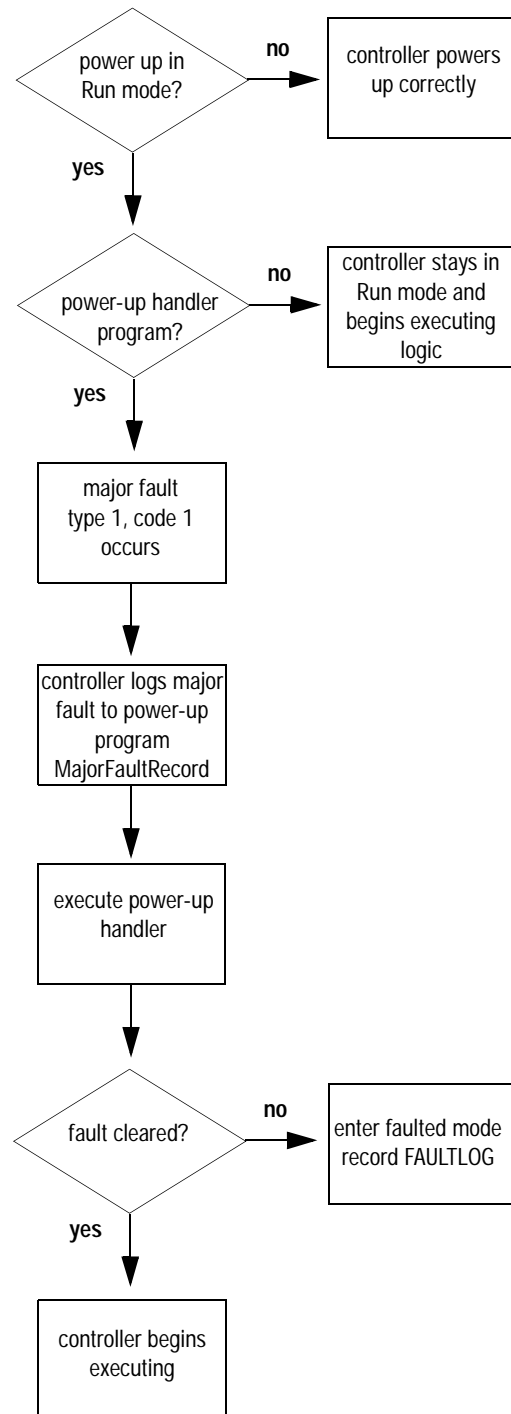 power up in
Run mode?
no
controller powers
up correctly
yes
power-up handler
program?
no
controller stays in
Run mode and
begins executing
logic
yes
major fault
type 1, code 1
occurs
controller logs major
fault to power-up
program
MajorFaultRecord
execute power-up
handler
fault cleared?
no
enter faulted mode
record FAULTLOG
yes
controller begins
executing